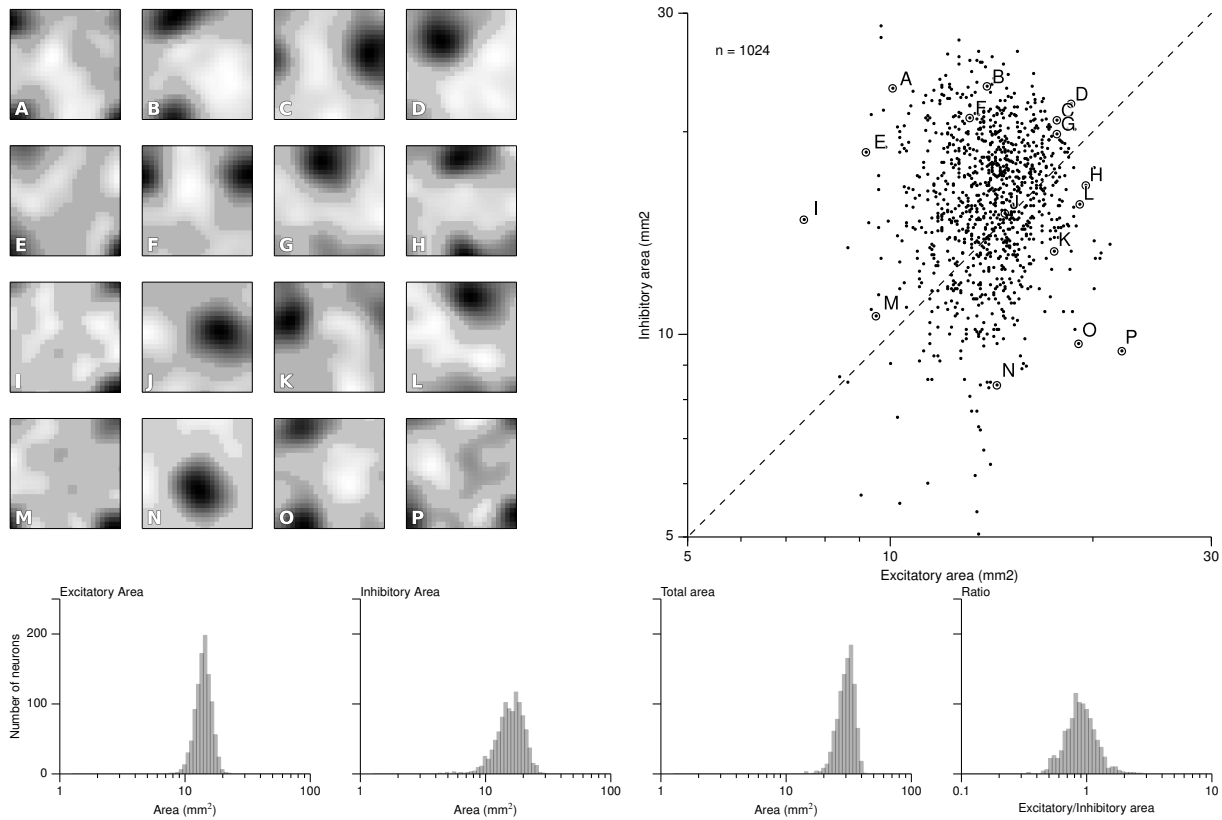 A B C D
E F G H
I J K L
M N O P
30
n = 1024
A
B
D
C
F
G
E
H
L
I
J
K
M
O
P
N
10
5
Inhibitory area (mm2)
5 10 30
Excitatory area (mm2)
Excitatory Area
Inhibitory Area
Total area
Ratio
200
100
0
Number of neurons
1 10 100
1 10 100
1 10 100
0.1 1 10
Area (mm²)
Area (mm²)
Area (mm²)
Excitatory/Inhibitory area